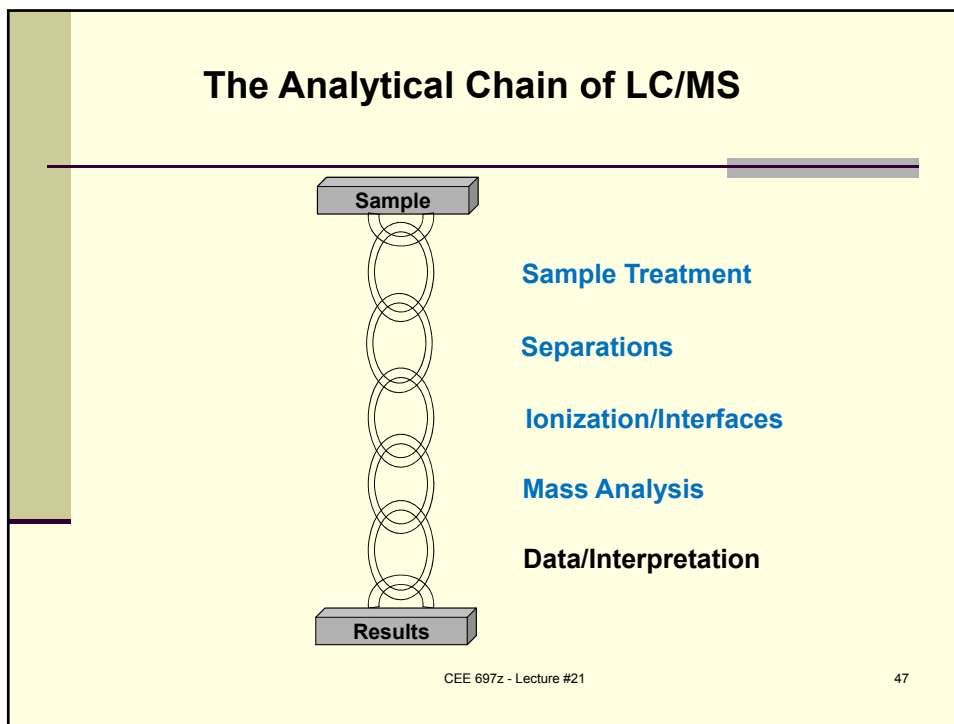 The Analytical Chain of LC/MS
Sample
Sample Treatment
Separations
Ionization/Interfaces
Mass Analysis
Data/Interpretation
Results
CEE 697z - Lecture #21
47